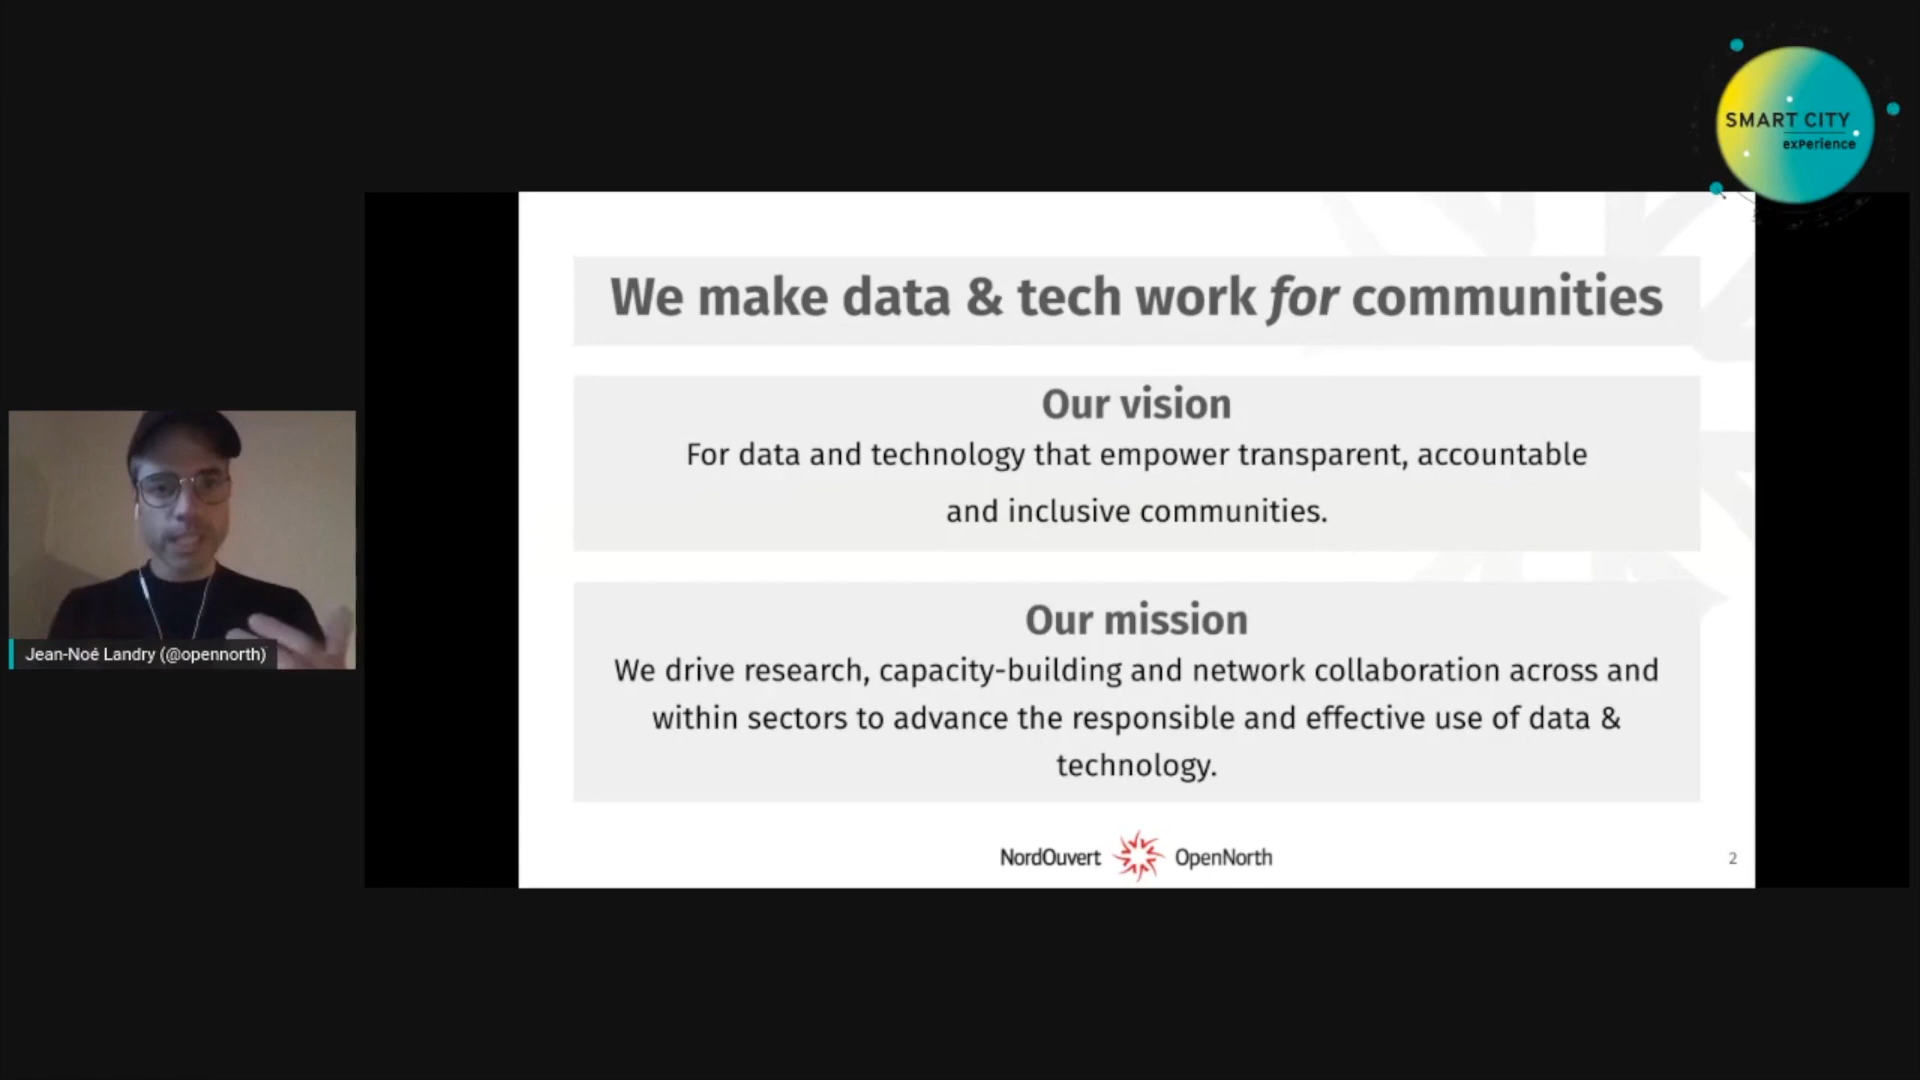 SMART CITY
exPerience
We make data & tech work for communities
Our vision
For data and technology that empower transparent, accountable
and inclusive communities.
Our mission
We drive research, capacity-building and network collaboration across and
within sectors to advance the responsible and effective use of data &
technology.
NordOuvert OpenNorth
2
Jean-Noé Landry (@opennorth)